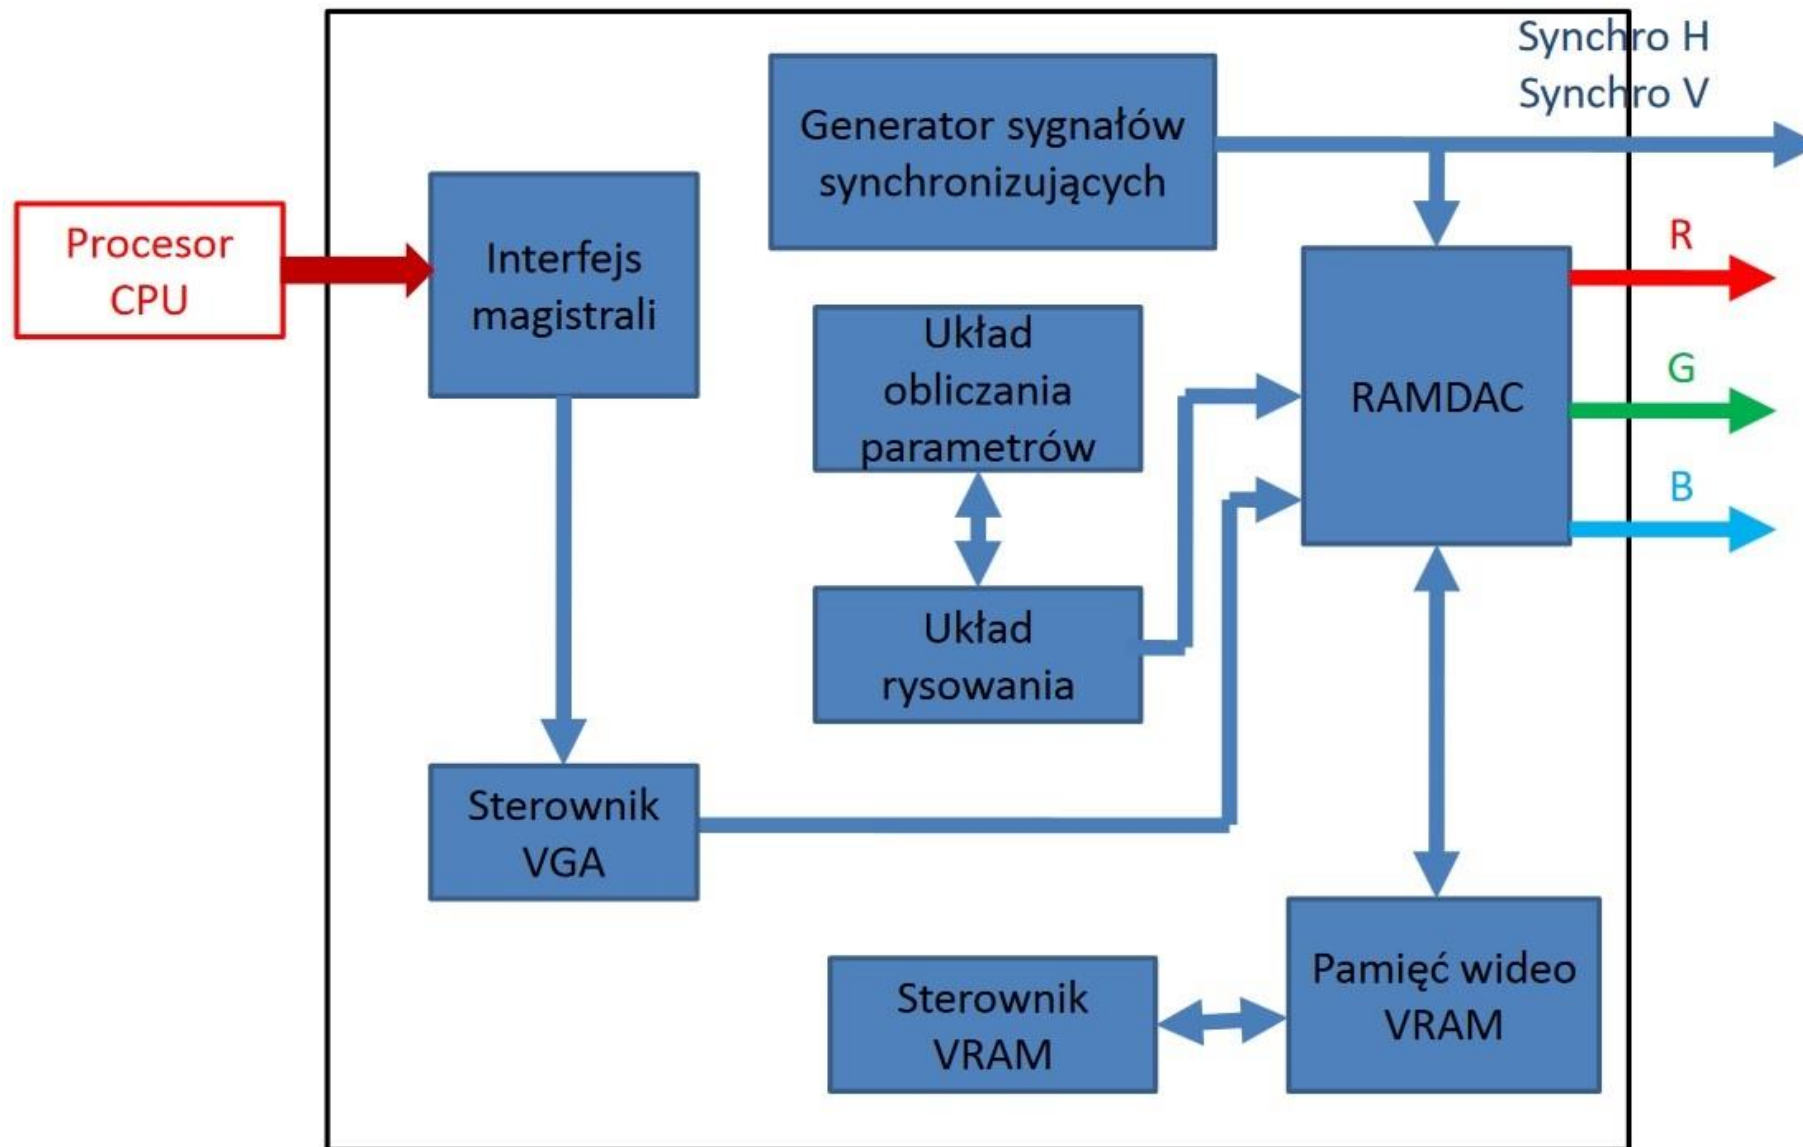 Synchro H
Synchro V
Generator sygnałów
synchronizujących
Procesor
CPU
Interfejs
magistrali
R
Układ
obliczania
parametrów
RAMDAC
G
B
Układ
rysowania
Sterownik
VGA
Pamięć wideo
VRAM
Sterownik
VRAM